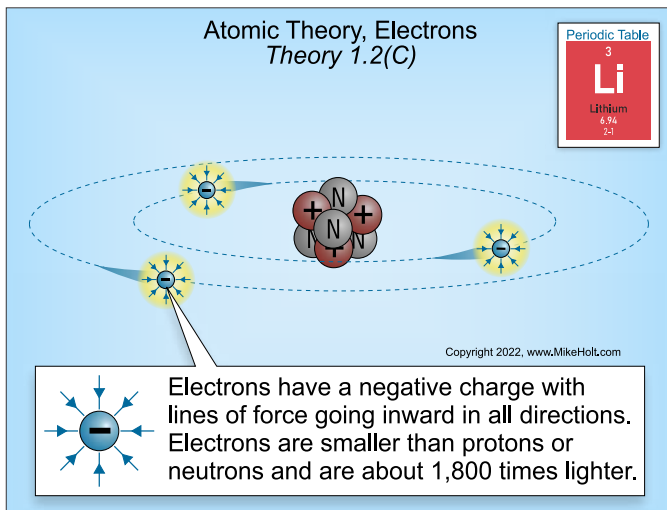 Atomic Theory, Electrons
Theory 1.2(C)
Periodic Table
3
Li
Lithium
6.94
2-1
-
N
+
+
N
N
N
+
-
-
Copyright 2022, www.MikeHolt.com
-
Electrons have a negative charge with
lines of force going inward in all directions.
Electrons are smaller than protons or
neutrons and are about 1,800 times lighter.